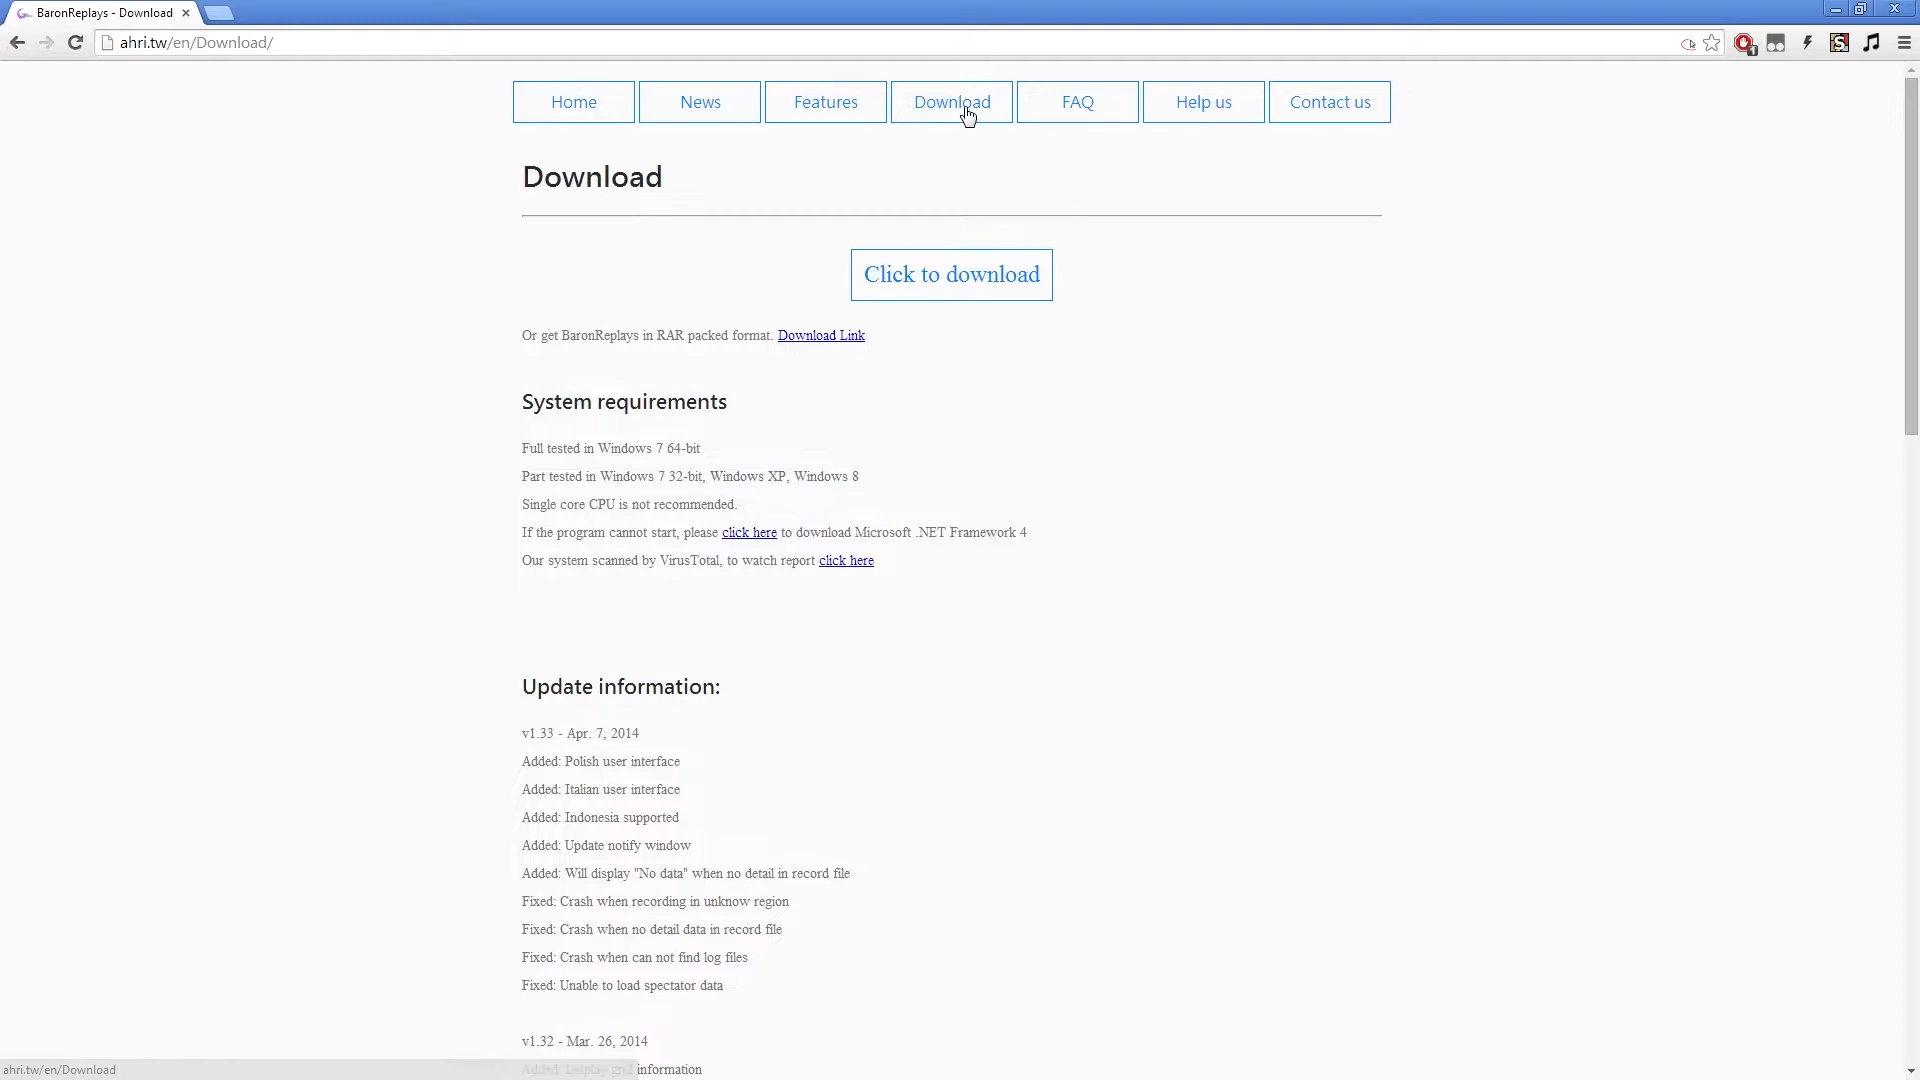 BaronReplays - Download
ahri.tw/en/Download/
Home News Features Download FAQ Help us Contact us
Download
Click to download
Or get BaronReplays in RAR packed format. Download Link
System requirements
Full tested in Windows 7 64-bit
Part tested in Windows 7 32-bit, Windows XP, Windows 8
Single core CPU is not recommended.
If the program cannot start, please click here to download Microsoft .NET Framework 4
Our system scanned by VirusTotal, to watch report click here
Update information:
v1.33 - Apr. 7, 2014
Added: Polish user interface
Added: Italian user interface
Added: Indonesia supported
Added: Update notify window
Added: Will display "No data" when no detail in record file
Fixed: Crash when recording in unknow region
Fixed: Crash when no detail data in record file
Fixed: Crash when can not find log files
Fixed: Unable to load spectator data
v1.32 - Mar. 26, 2014
Added: Display grid information
ahri.tw/en/Download